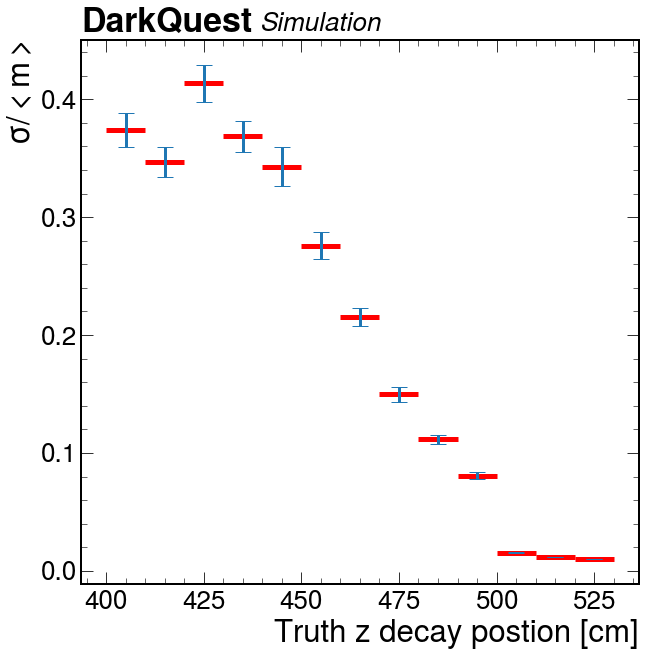 DarkQuest Simulation
σ/ < m >
0.4
0.3
0.2
0.1
0.0
400 425 450 475 500 525
Truth z decay postion [cm]